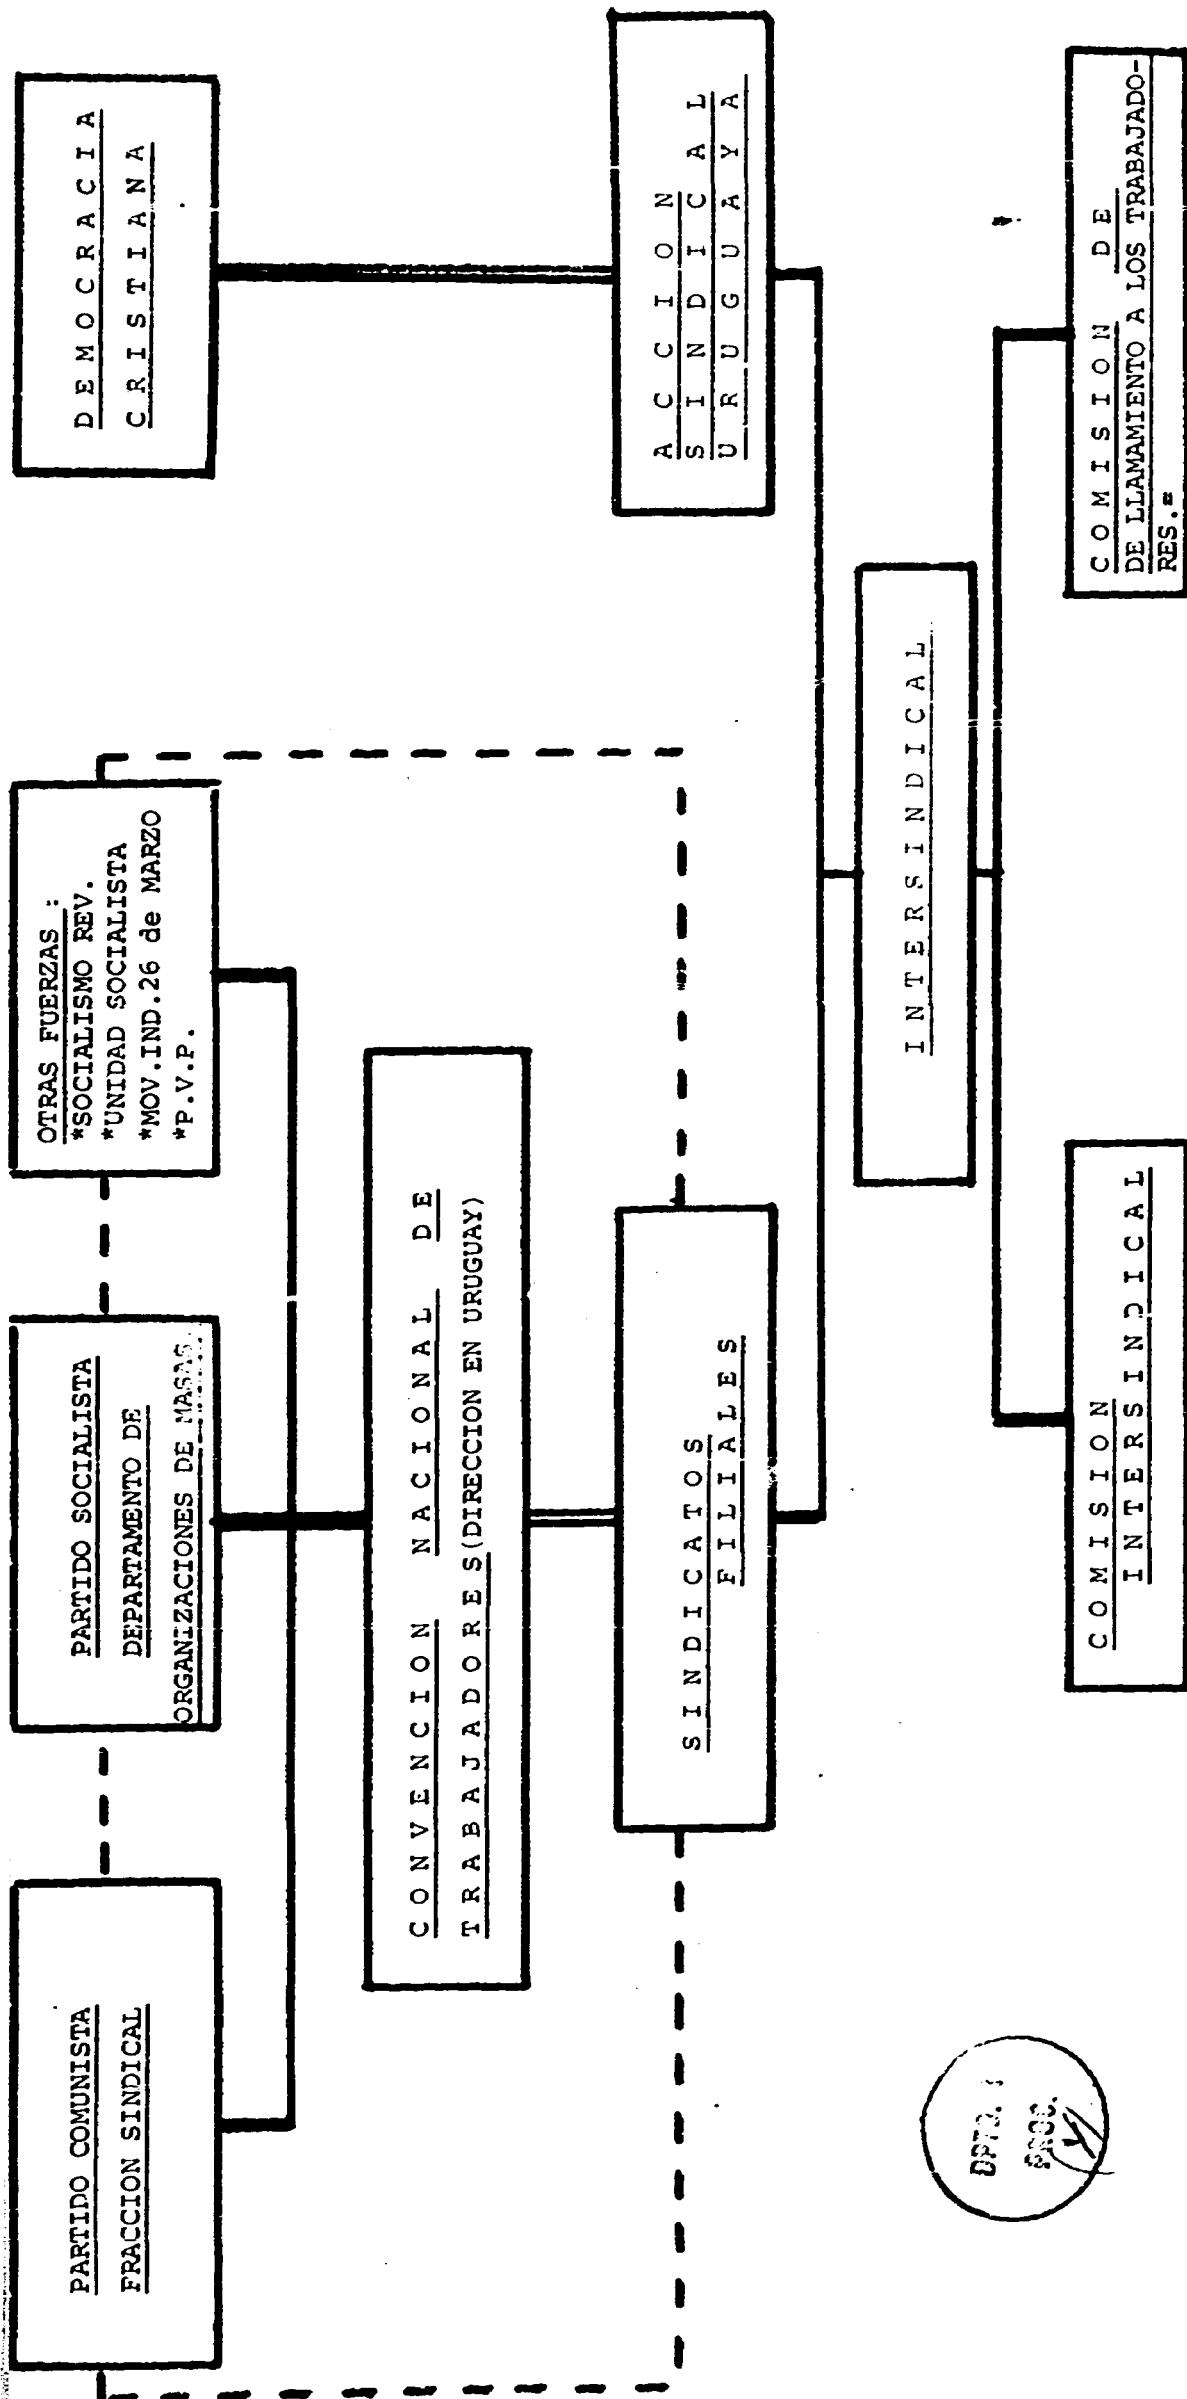 PARTIDO COMUNISTA
FRACCION SINDICAL
PARTIDO SOCIALISTA
DEPARTAMENTO DE
ORGANIZACIONES DE MASAS.
OTRAS FUERZAS :
*SOCIALISMO REV.
*UNIDAD SOCIALISTA
*MOV.IND.26 de MARZO
*P.V.P.
DEMOCRACIA
CRISTIANA
CONVENCION NACIONAL DE
TRABAJADORES(DIRECCION EN URUGUAY)
SINDICATOS
FILIALES
ACCION
SINDICAL
URUGUAYA
INTERSINDICAL
COMISION
INTERSINDICAL
COMISION DE
DE LLAMAMIENTO A LOS TRABAJADO-
RES.=
DPTO.